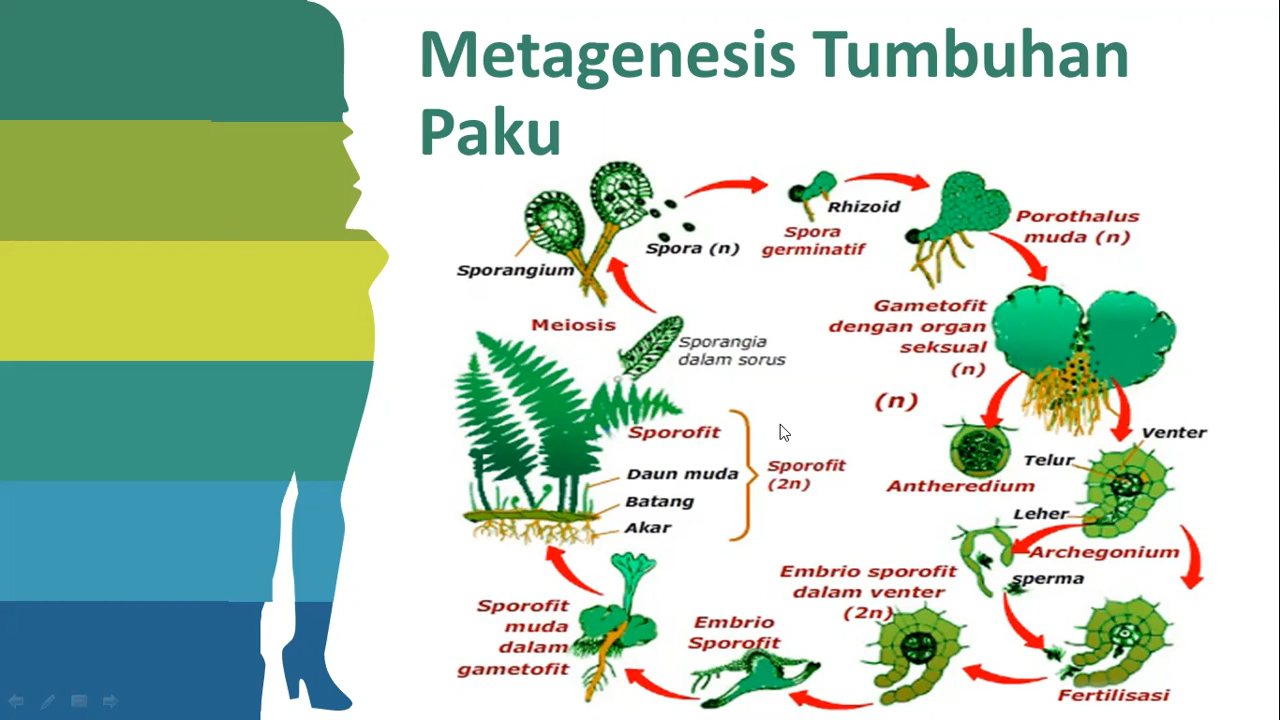 Metagenesis Tumbuhan
Paku
Rhizoid
Spora (n)
Spora
germinatif
Porothalus
muda (n)
Sporangium
Gametofit
dengan organ
seksual
(n)
Meiosis
Sporangia
dalam sorus
(n)
Sporofit
Venter
Telur
Daun muda
Batang
Akar
Sporofit
(2n)
Antheredium
Leher
Archegonium
sperma
Embrio sporofit
dalam venter
(2n)
Sporofit
muda
dalam
gametofit
Embrio
Sporofit
Fertilisasi